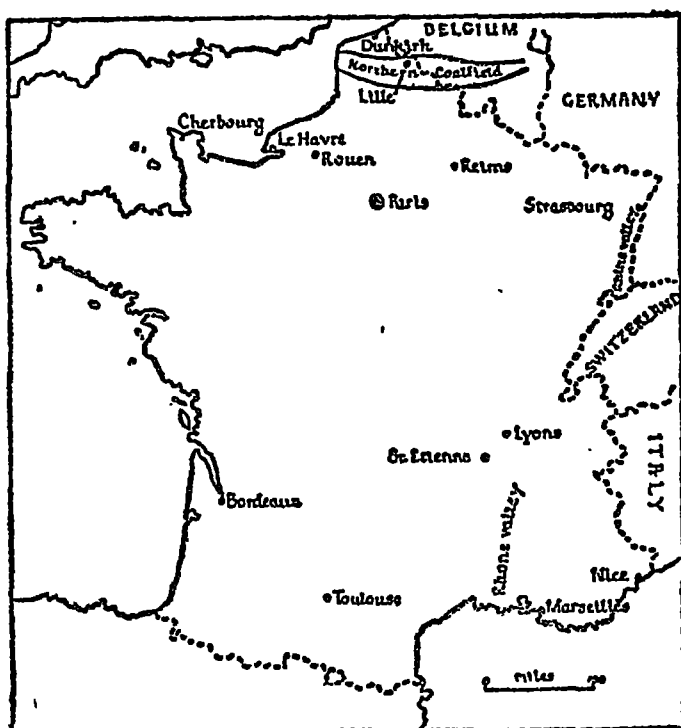 BELGIUM
Dunkirk
Northern Coalfield
Lille
GERMANY
Cherbourg
Le Havre
Rouen
Reims
Paris
Strasbourg
valley
SWITZERLAND
Lyons
St. Etienne
ITALY
Bordeaux
Rhone valley
Nice
Toulouse
Marseilles
miles